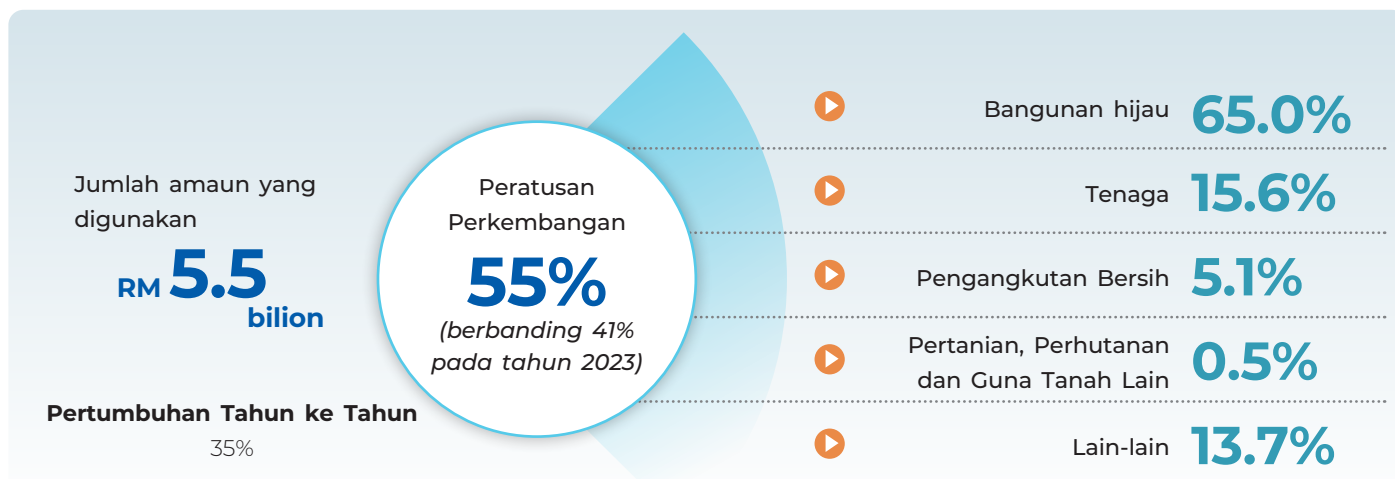 Jumlah amaun yang
digunakan
RM 5.5
bilion
Pertumbuhan Tahun ke Tahun
35%
Peratusan
Perkembangan
55%
(berbanding 41%
pada tahun 2023)
Bangunan hijau 65.0%
Tenaga 15.6%
Pengangkutan Bersih 5.1%
Pertanian, Perhutanan
dan Guna Tanah Lain 0.5%
Lain-lain 13.7%